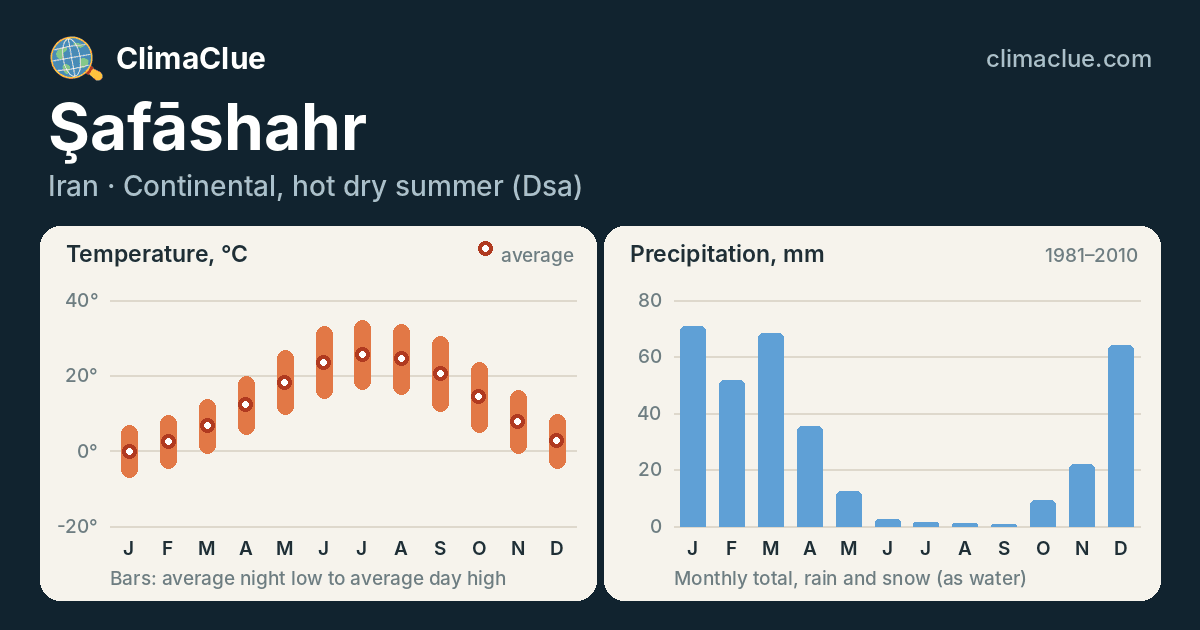 ClimaClue
climaclue.com
Şafāshahr
Iran · Continental, hot dry summer (Dsa)
Temperature, °C
average
40°
20°
0°
-20°
J F M A M J J A S O N D
Bars: average night low to average day high
Precipitation, mm
1981–2010
80
60
40
20
0
J F M A M J J A S O N D
Monthly total, rain and snow (as water)